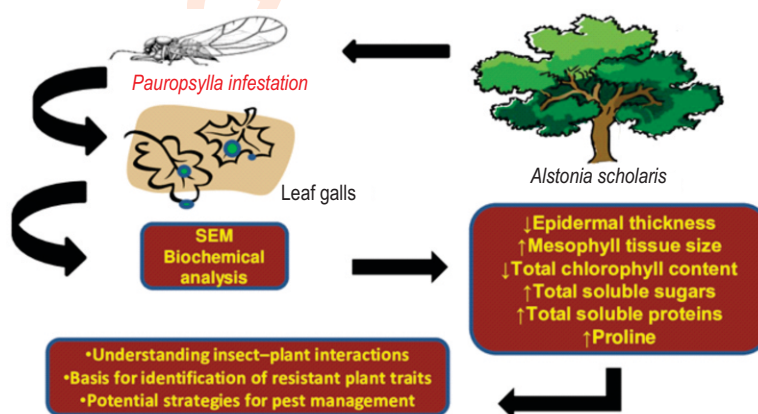 Pauropsylla infestation
Leaf galls
Alstonia scholaris
SEM
Biochemical
analysis
↓Epidermal thickness
↑Mesophyll tissue size
↓Total chlorophyll content
↑Total soluble sugars
↑Total soluble proteins
↑Proline
•Understanding insect–plant interactions
•Basis for identification of resistant plant traits
•Potential strategies for pest management